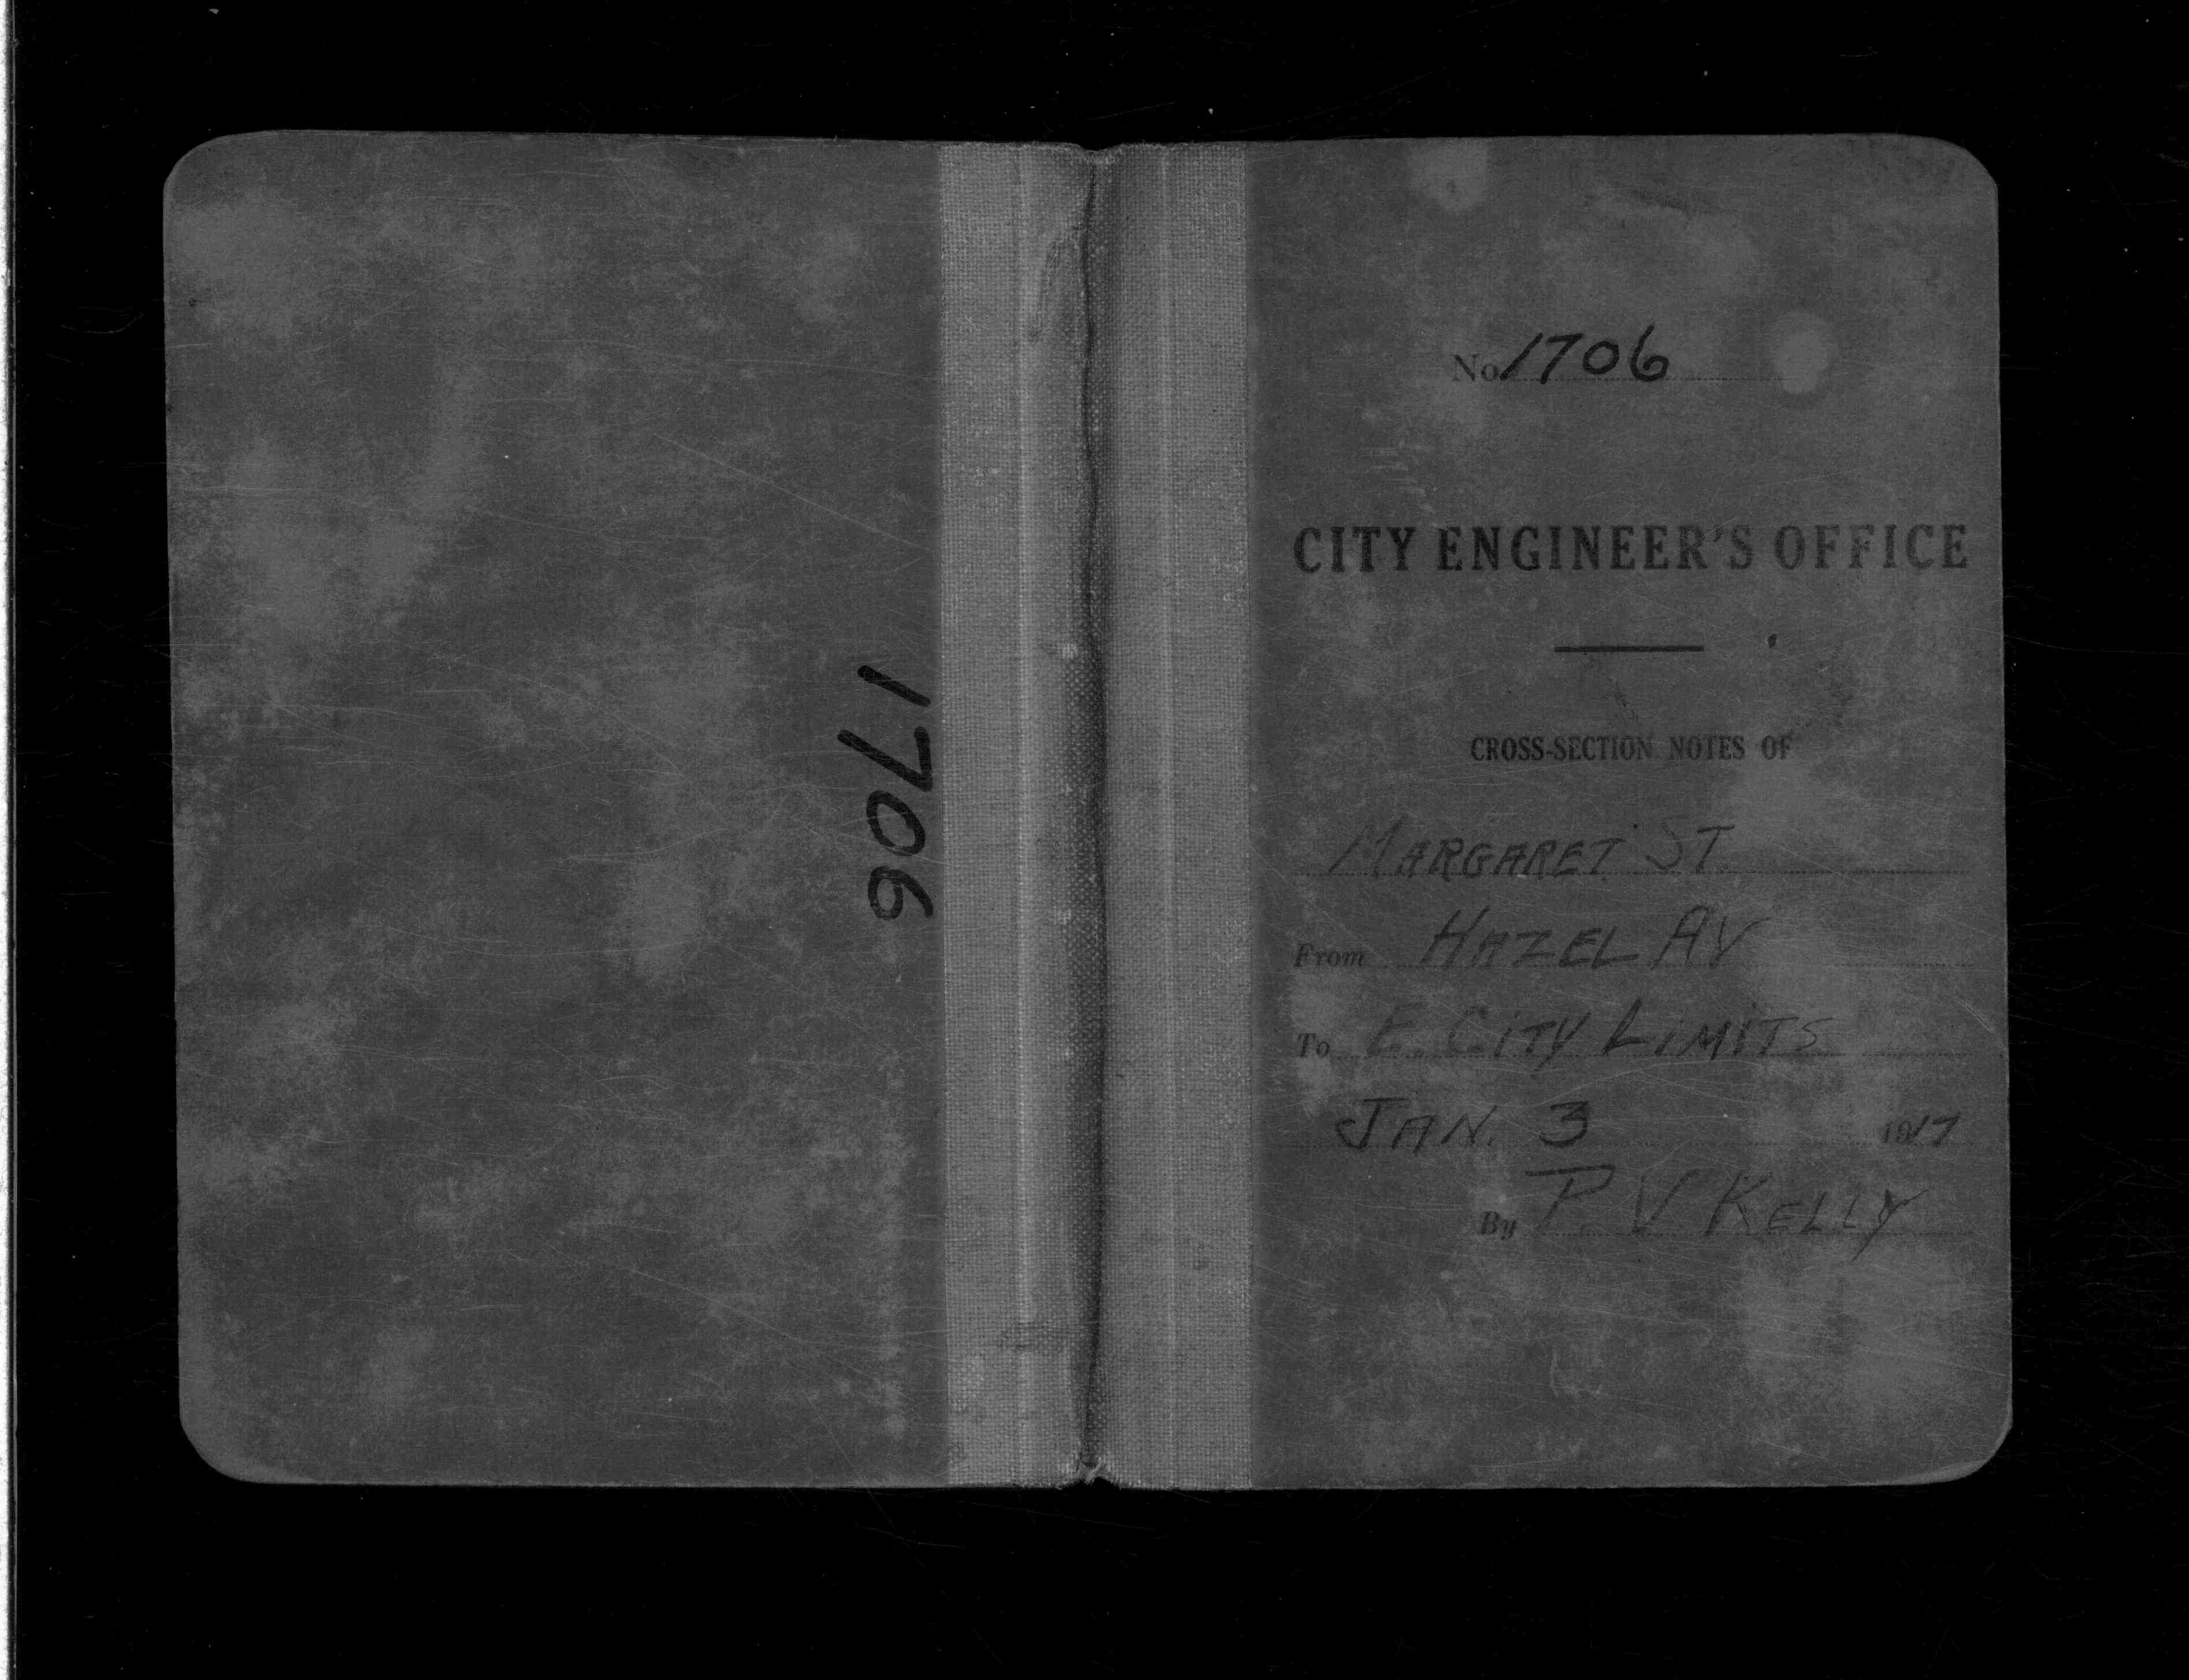 1706
No. 1706
CITY ENGINEER'S OFFICE
CROSS-SECTION NOTES OF
MARGARET ST.
From HAZEL AV
To E. CITY LIMITS
JAN. 3 1917
By P. V. KELLY